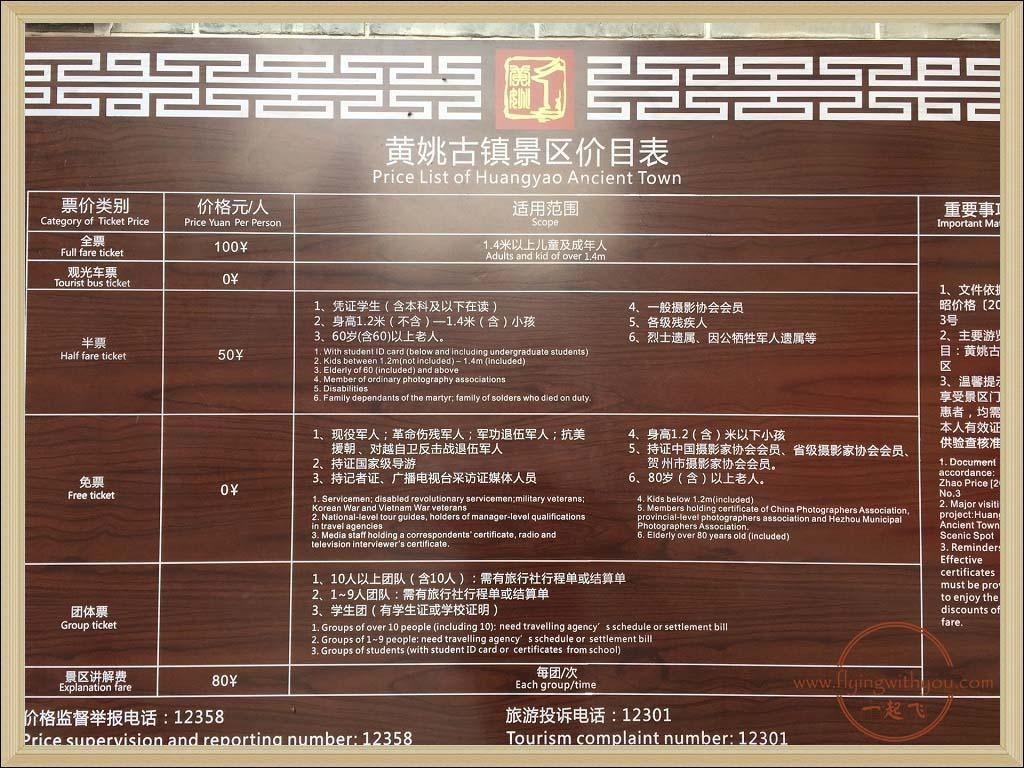 黄姚
黄姚古镇景区价目表
Price List of Huangyao Ancient Town
票价类别
Category of Ticket Price
价格元/人
Price Yuan Per Person
适用范围
Scope
重要事
Important Ma
全票
Full fare ticket
100¥
1.4米以上儿童及成年人
Adults and kid of over 1.4m
观光车票
Tourist bus ticket
0¥
半票
Half fare ticket
50¥
1、凭证学生（含本科及以下在读）
2、身高1.2米（不含）—1.4米（含）小孩
3、60岁(含60)以上老人。
4、一般摄影协会会员
5、各级残疾人
6、烈士遗属、因公牺牲军人遗属等
1. With student ID card (below and including undergraduate students)
2. Kids between 1.2m(not included) – 1.4m (included)
3. Elderly of 60 (included) and above
4. Member of ordinary photography associations
5. Disabilities
6. Family dependants of the martyr; family of solders who died on duty.
免票
Free ticket
0¥
1、现役军人；革命伤残军人；军功退伍军人；抗美
援朝、对越自卫反击战退伍军人
2、持证国家级导游
3、持记者证、广播电视台采访证媒体人员
1. Servicemen; disabled revolutionary servicemen;military veterans;
Korean War and Vietnam War veterans
2. National-level tour guides, holders of manager-level qualifications
in travel agencies
3. Media staff holding a correspondents' certificate, radio and
television interviewer's certificate.
4、身高1.2（含）米以下小孩
5、持证中国摄影家协会会员、省级摄影家协会会员、
贺州市摄影家协会会员。
6、80岁（含）以上老人。
4. Kids below 1.2m(included)
5. Members holding certificate of China Photographers Association,
provincial-level photographers association and Hezhou Municipal
Photographers Association.
6. Elderly over 80 years old (included)
团体票
Group ticket
1、10人以上团队（含10人）：需有旅行社行程单或结算单
2、1~9人团队：需有旅行社行程单或结算单
3、学生团（有学生证或学校证明）
1. Groups of over 10 people (including 10): need travelling agency's schedule or settlement bill
2. Groups of 1~9 people: need travelling agency's schedule or settlement bill
3. Groups of students (with student ID card or certificates from school)
景区讲解费
Explanation fare
80¥
每团/次
Each group/time
1、文件依据
昭价格［20
3号
2、主要游览
目：黄姚古
区
3、温馨提示
享受景区门
惠者，均需
本人有效证
供验查核准
1. Document
accordance:
Zhao Price [20
No.3
2. Major visiti
project:Huan
Ancient Town
Scenic Spot
3. Reminders
Effective
certificates
must be prov
to enjoy the
discounts of
fare.
价格监督举报电话：12358
Price supervision and reporting number: 12358
旅游投诉电话：12301
Tourism complaint number: 12301
www.flyingwithyou.com
一起飞